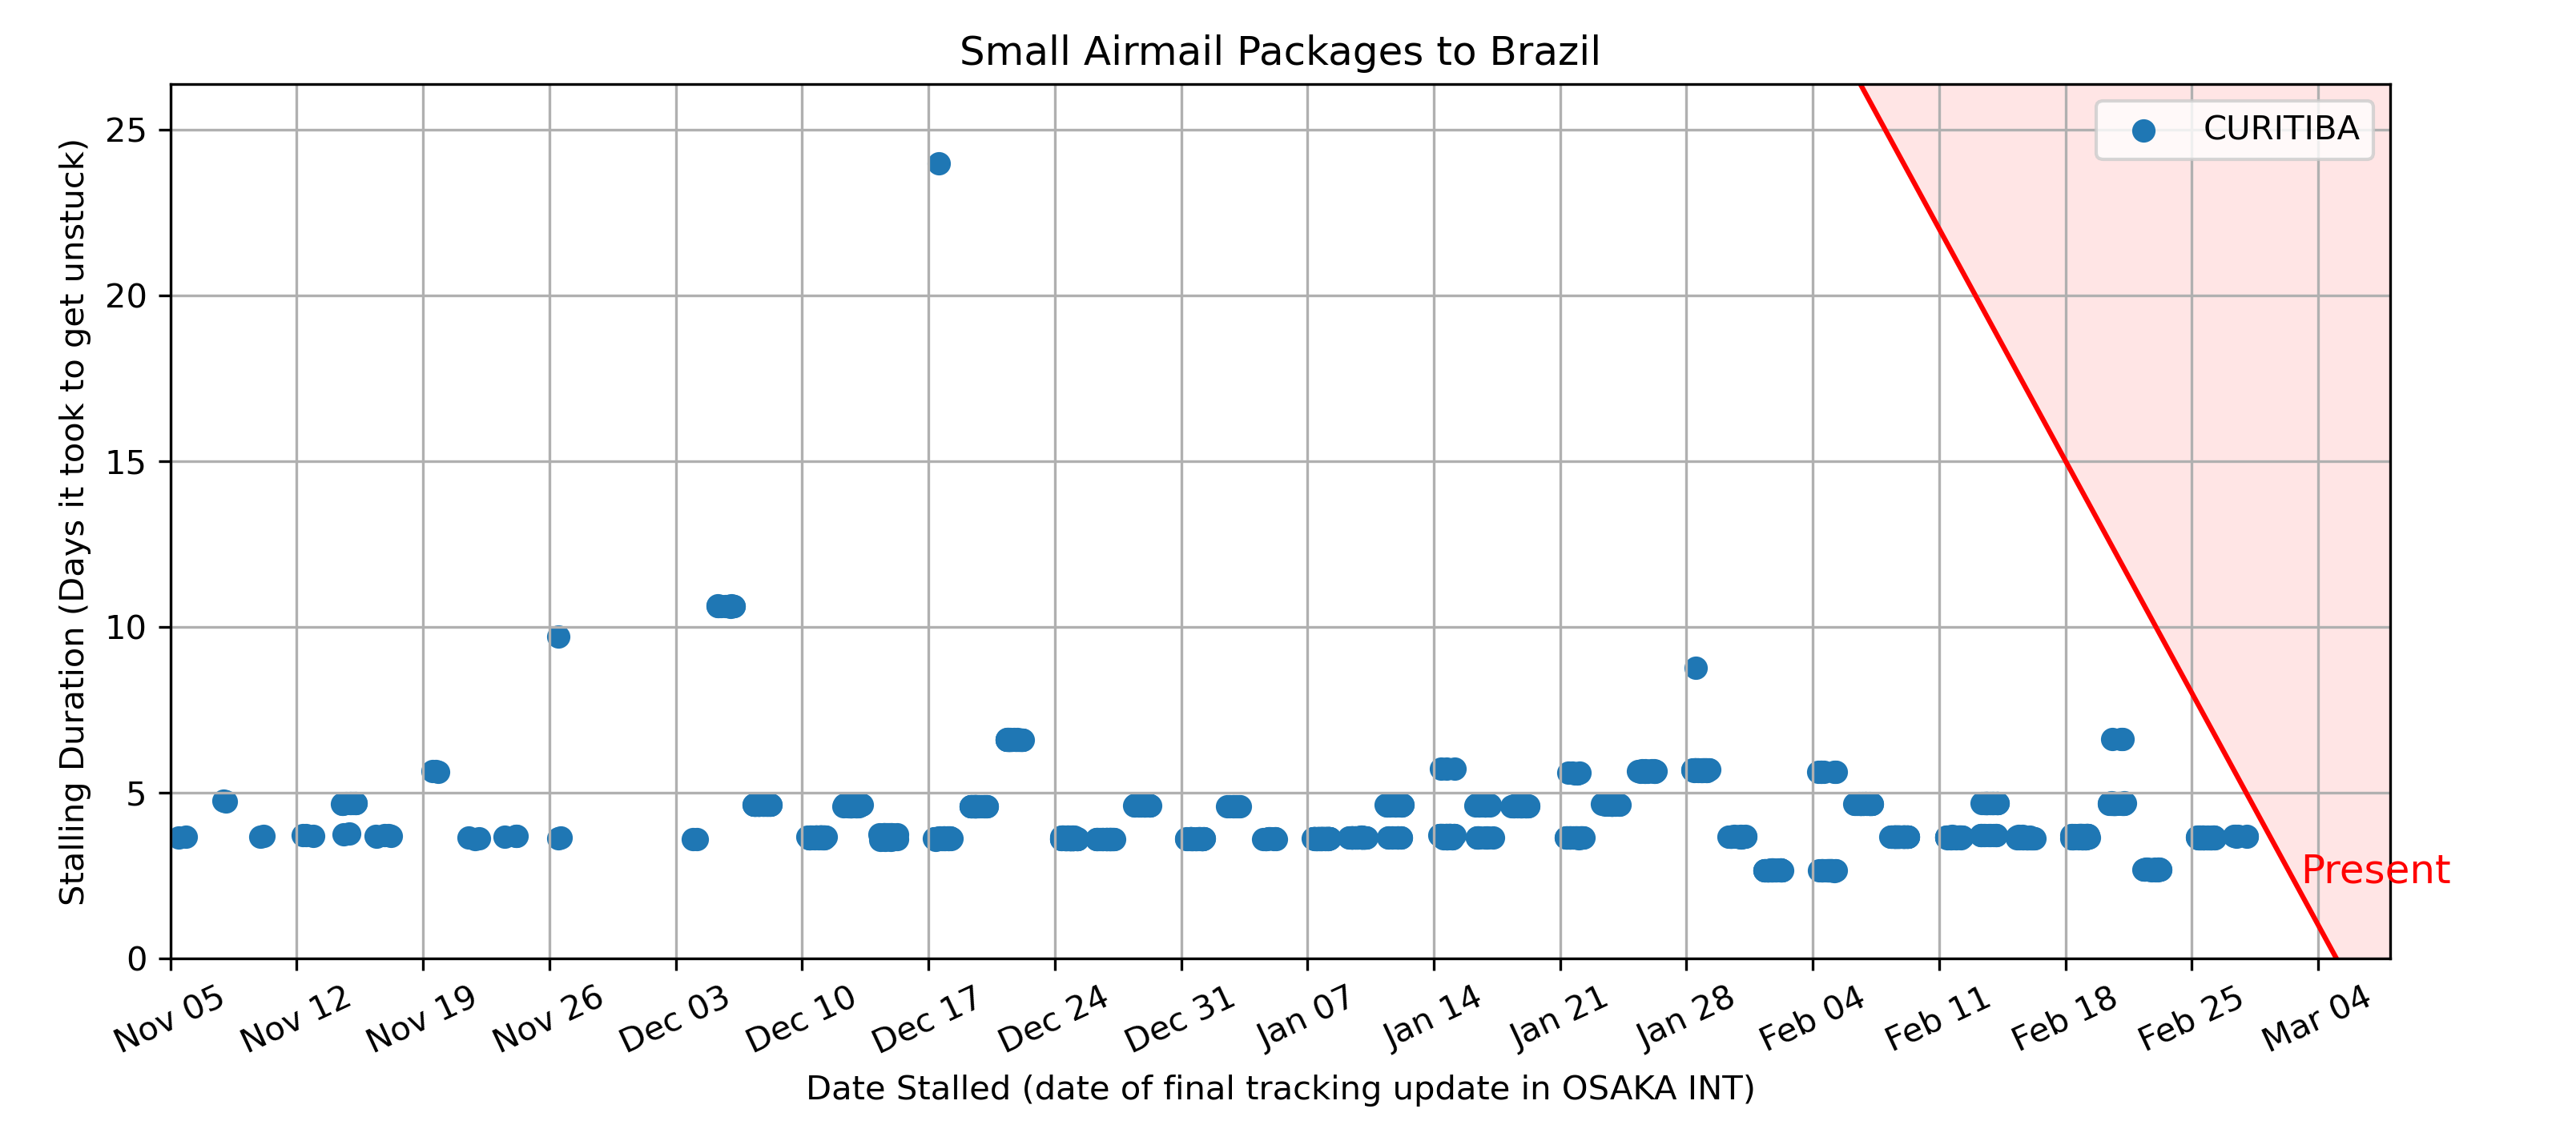 Small Airmail Packages to Brazil
CURITIBA
25
20
15
10
5
0
Stalling Duration (Days it took to get unstuck)
Present
Nov 05
Nov 12
Nov 19
Nov 26
Dec 03
Dec 10
Dec 17
Dec 24
Dec 31
Jan 07
Jan 14
Jan 21
Jan 28
Feb 04
Feb 11
Feb 18
Feb 25
Mar 04
Date Stalled (date of final tracking update in OSAKA INT)